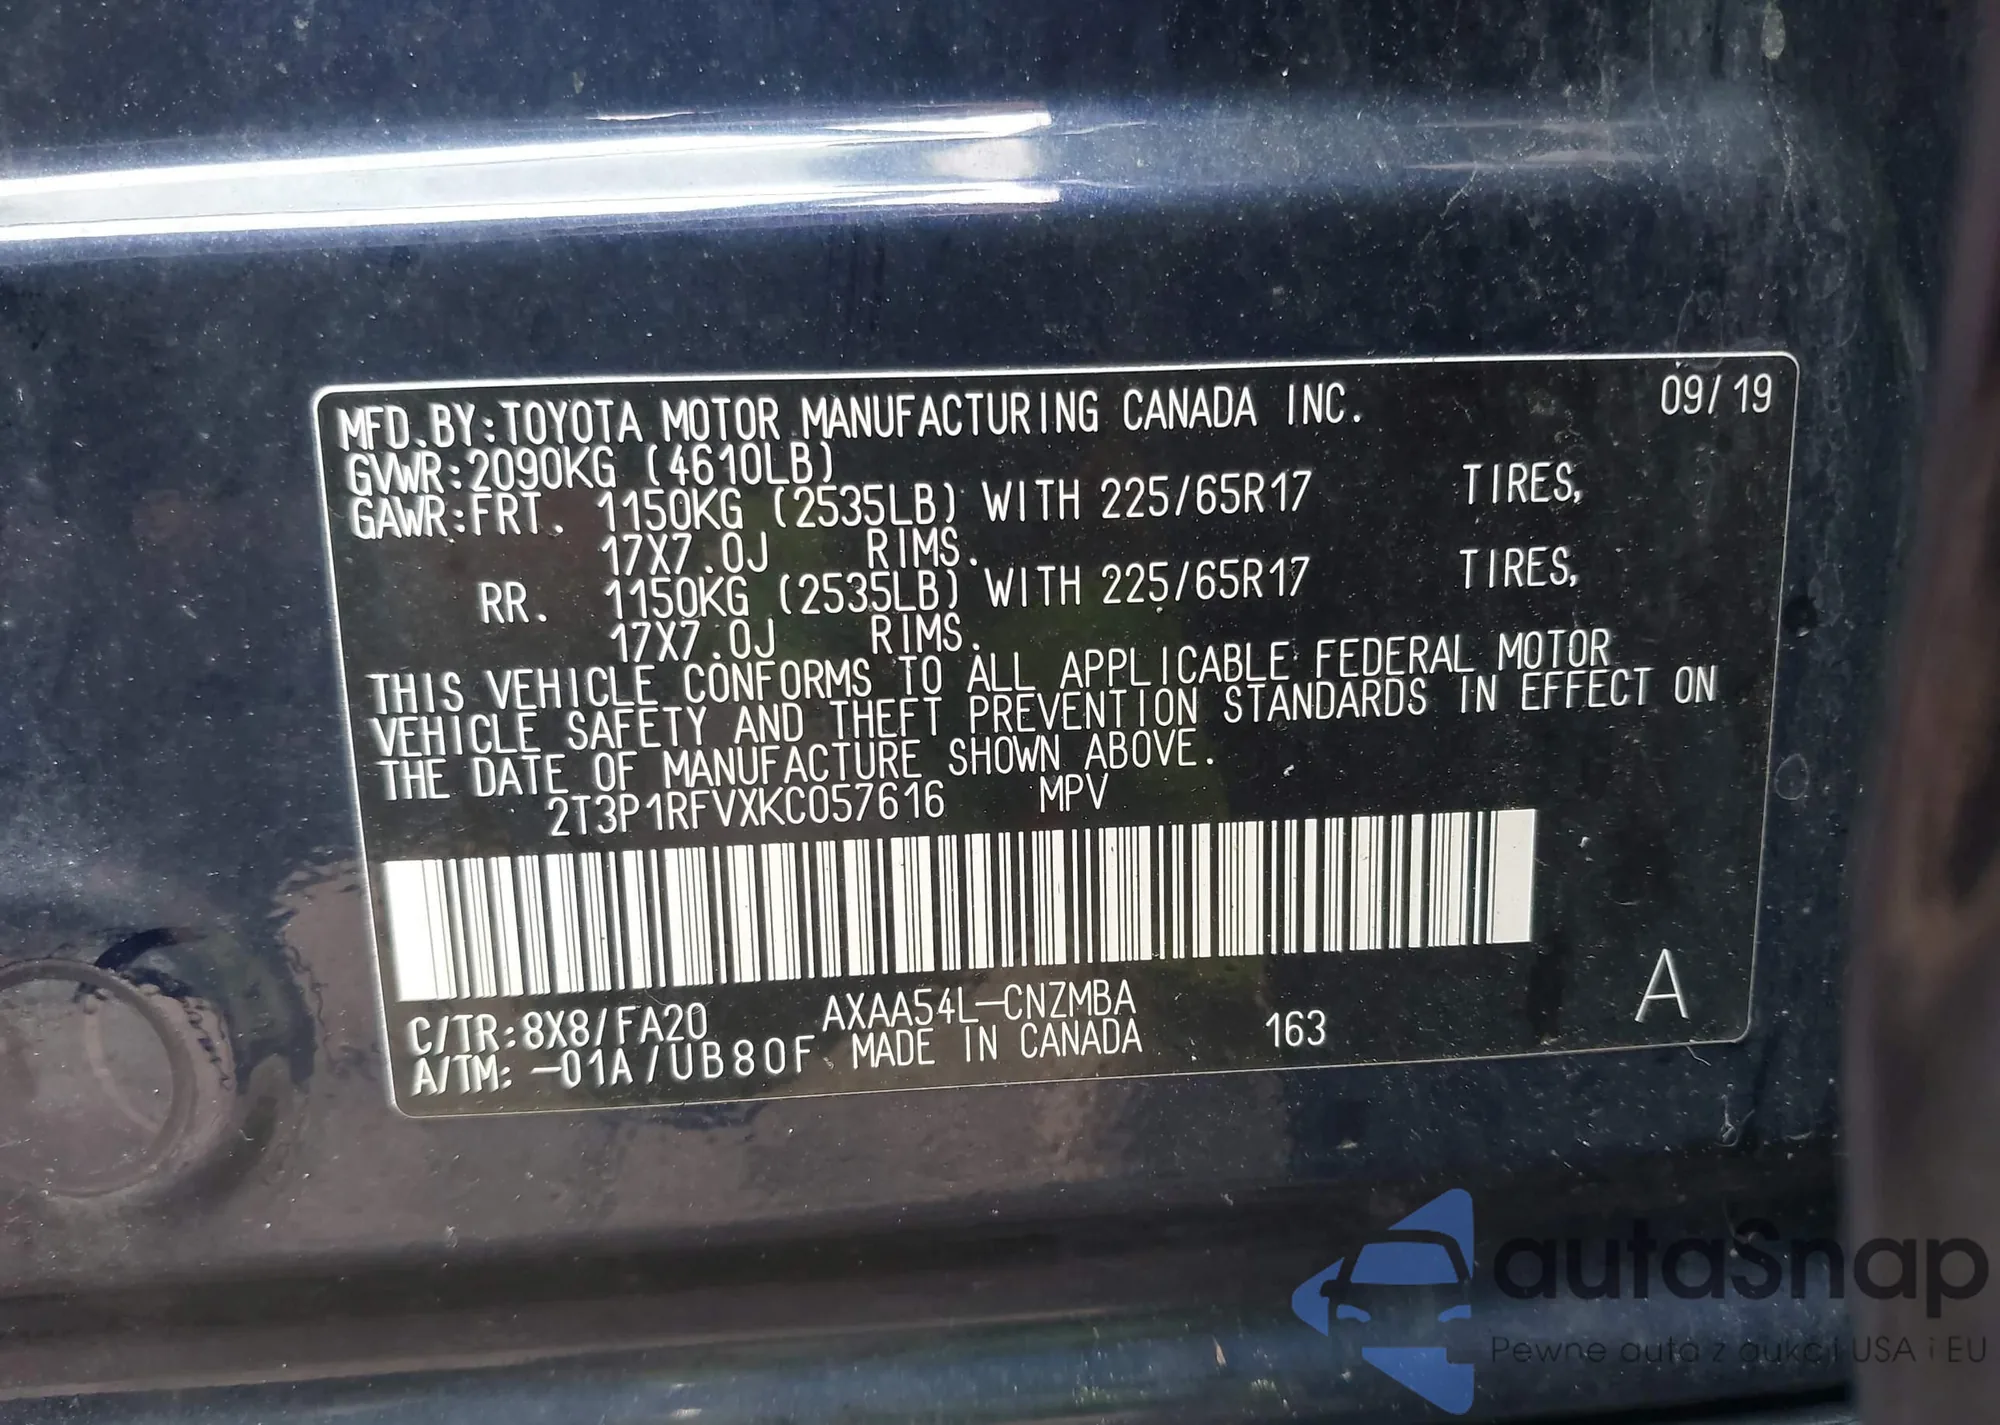 MFD.BY:TOYOTA MOTOR MANUFACTURING CANADA INC. 09/19
GVWR:2090KG (4610LB)
GAWR:FRT. 1150KG (2535LB) WITH 225/65R17 TIRES,
17X7.0J RIMS.
RR. 1150KG (2535LB) WITH 225/65R17 TIRES,
17X7.0J RIMS.
THIS VEHICLE CONFORMS TO ALL APPLICABLE FEDERAL MOTOR
VEHICLE SAFETY AND THEFT PREVENTION STANDARDS IN EFFECT ON
THE DATE OF MANUFACTURE SHOWN ABOVE.
2T3P1RFVXKC057616 MPV
C/TR:8X8/FA20 AXAA54L-CNZMBA
A/TM: -01A/UB80F MADE IN CANADA 163 A
autaSnap
Pewne auta z aukcji USA i EU